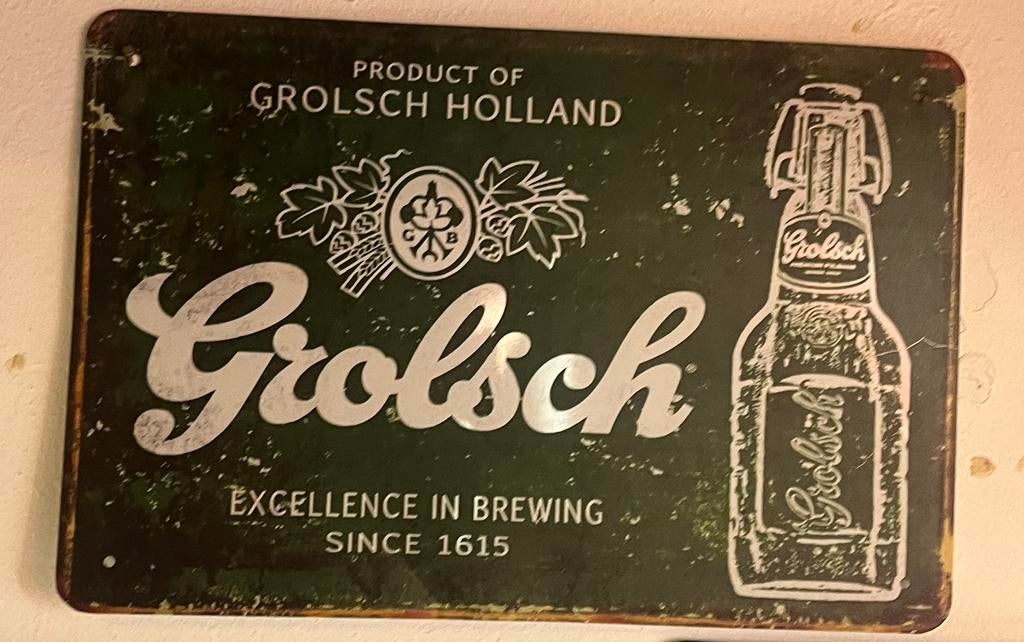 PRODUCT OF
GROLSCH HOLLAND
G B
Grolsch®
EXCELLENCE IN BREWING
SINCE 1615
Grolsch
Grolsch